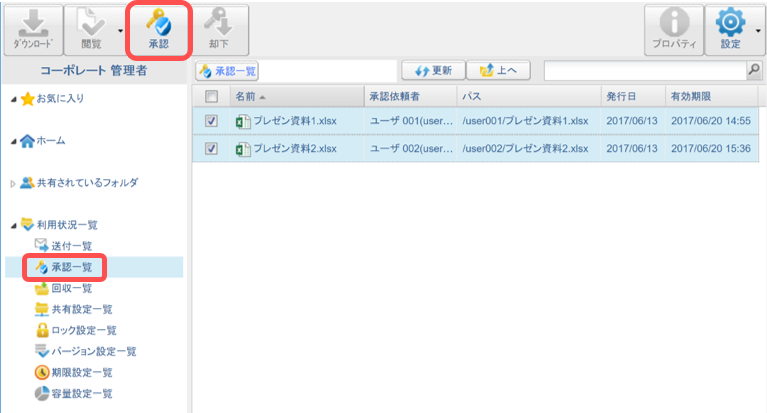 ダウンロード 閲覧 承認 却下 プロパティ 設定
コーポレート 管理者
お気に入り
ホーム
共有されているフォルダ
利用状況一覧
送付一覧
承認一覧
回収一覧
共有設定一覧
ロック設定一覧
バージョン設定一覧
期限設定一覧
容量設定一覧
承認一覧 更新 上へ
名前 承認依頼者 パス 発行日 有効期限
プレゼン資料1.xlsx ユーザ 001(user... /user001/プレゼン資料1.xlsx 2017/06/13 2017/06/20 14:55
プレゼン資料2.xlsx ユーザ 002(user... /user002/プレゼン資料2.xlsx 2017/06/13 2017/06/20 15:36